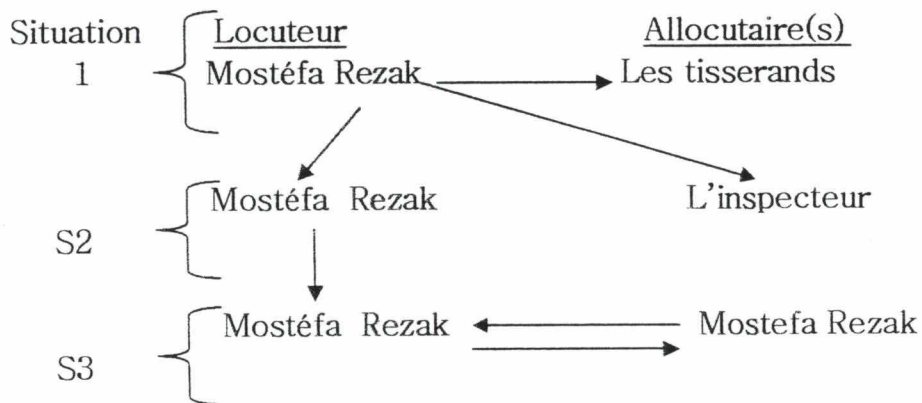 Situation Locuteur Allocutaire(s)
1 Mostéfa Rezak Les tisserands
Mostéfa Rezak L'inspecteur
S2
Mostéfa Rezak Mostefa Rezak
S3